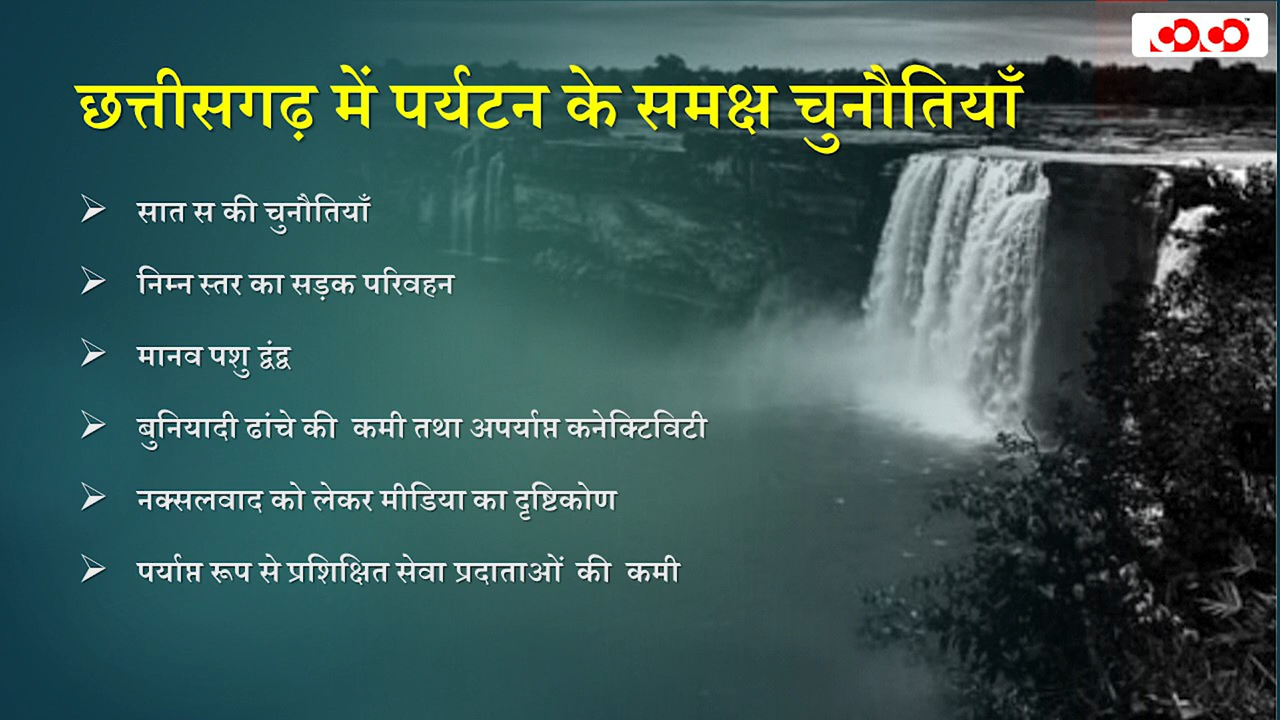 छत्तीसगढ़ में पर्यटन के समक्ष चुनौतियाँ
सात स की चुनौतियाँ
निम्न स्तर का सड़क परिवहन
मानव पशु द्वंद्व
बुनियादी ढांचे की कमी तथा अपर्याप्त कनेक्टिविटी
नक्सलवाद को लेकर मीडिया का दृष्टिकोण
पर्याप्त रूप से प्रशिक्षित सेवा प्रदाताओं की कमी